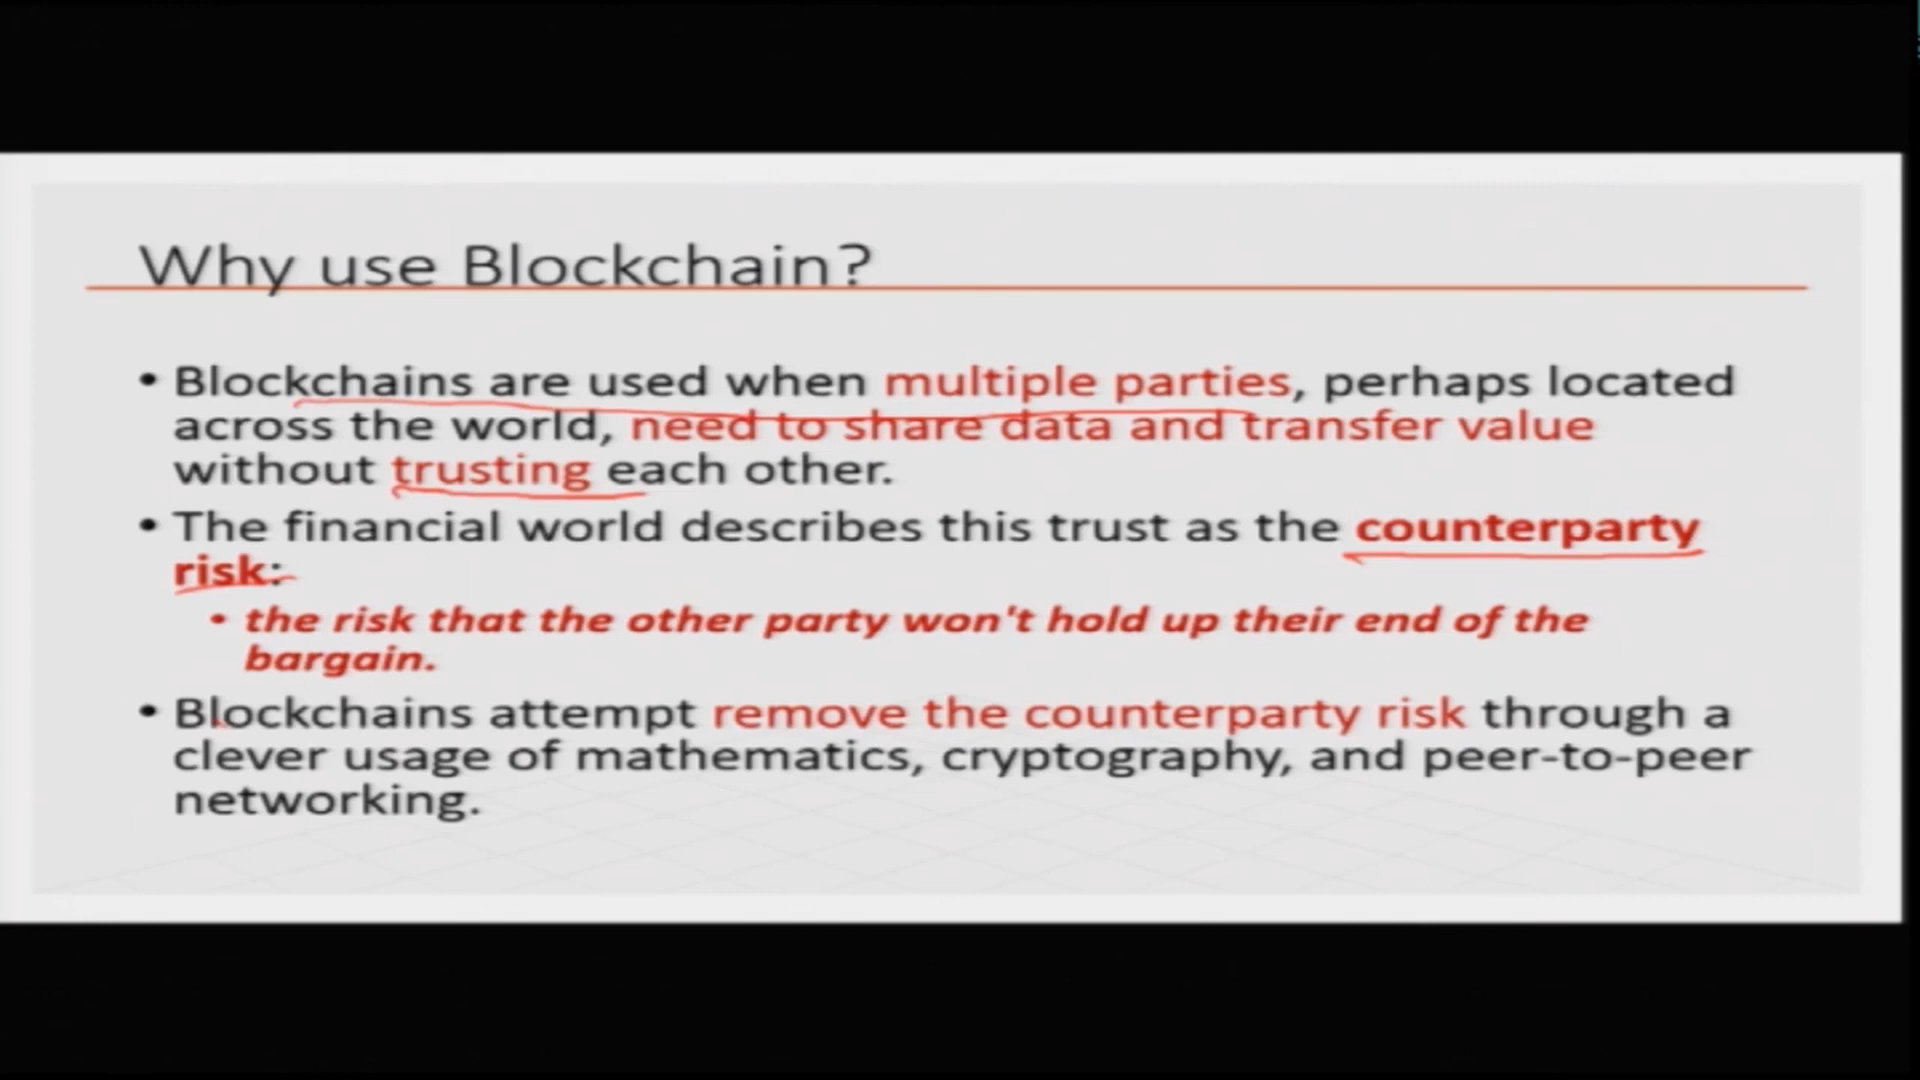 Why use Blockchain?
• Blockchains are used when multiple parties, perhaps located
across the world, need to share data and transfer value
without trusting each other.
• The financial world describes this trust as the counterparty
risk:
• the risk that the other party won't hold up their end of the
bargain.
• Blockchains attempt remove the counterparty risk through a
clever usage of mathematics, cryptography, and peer-to-peer
networking.